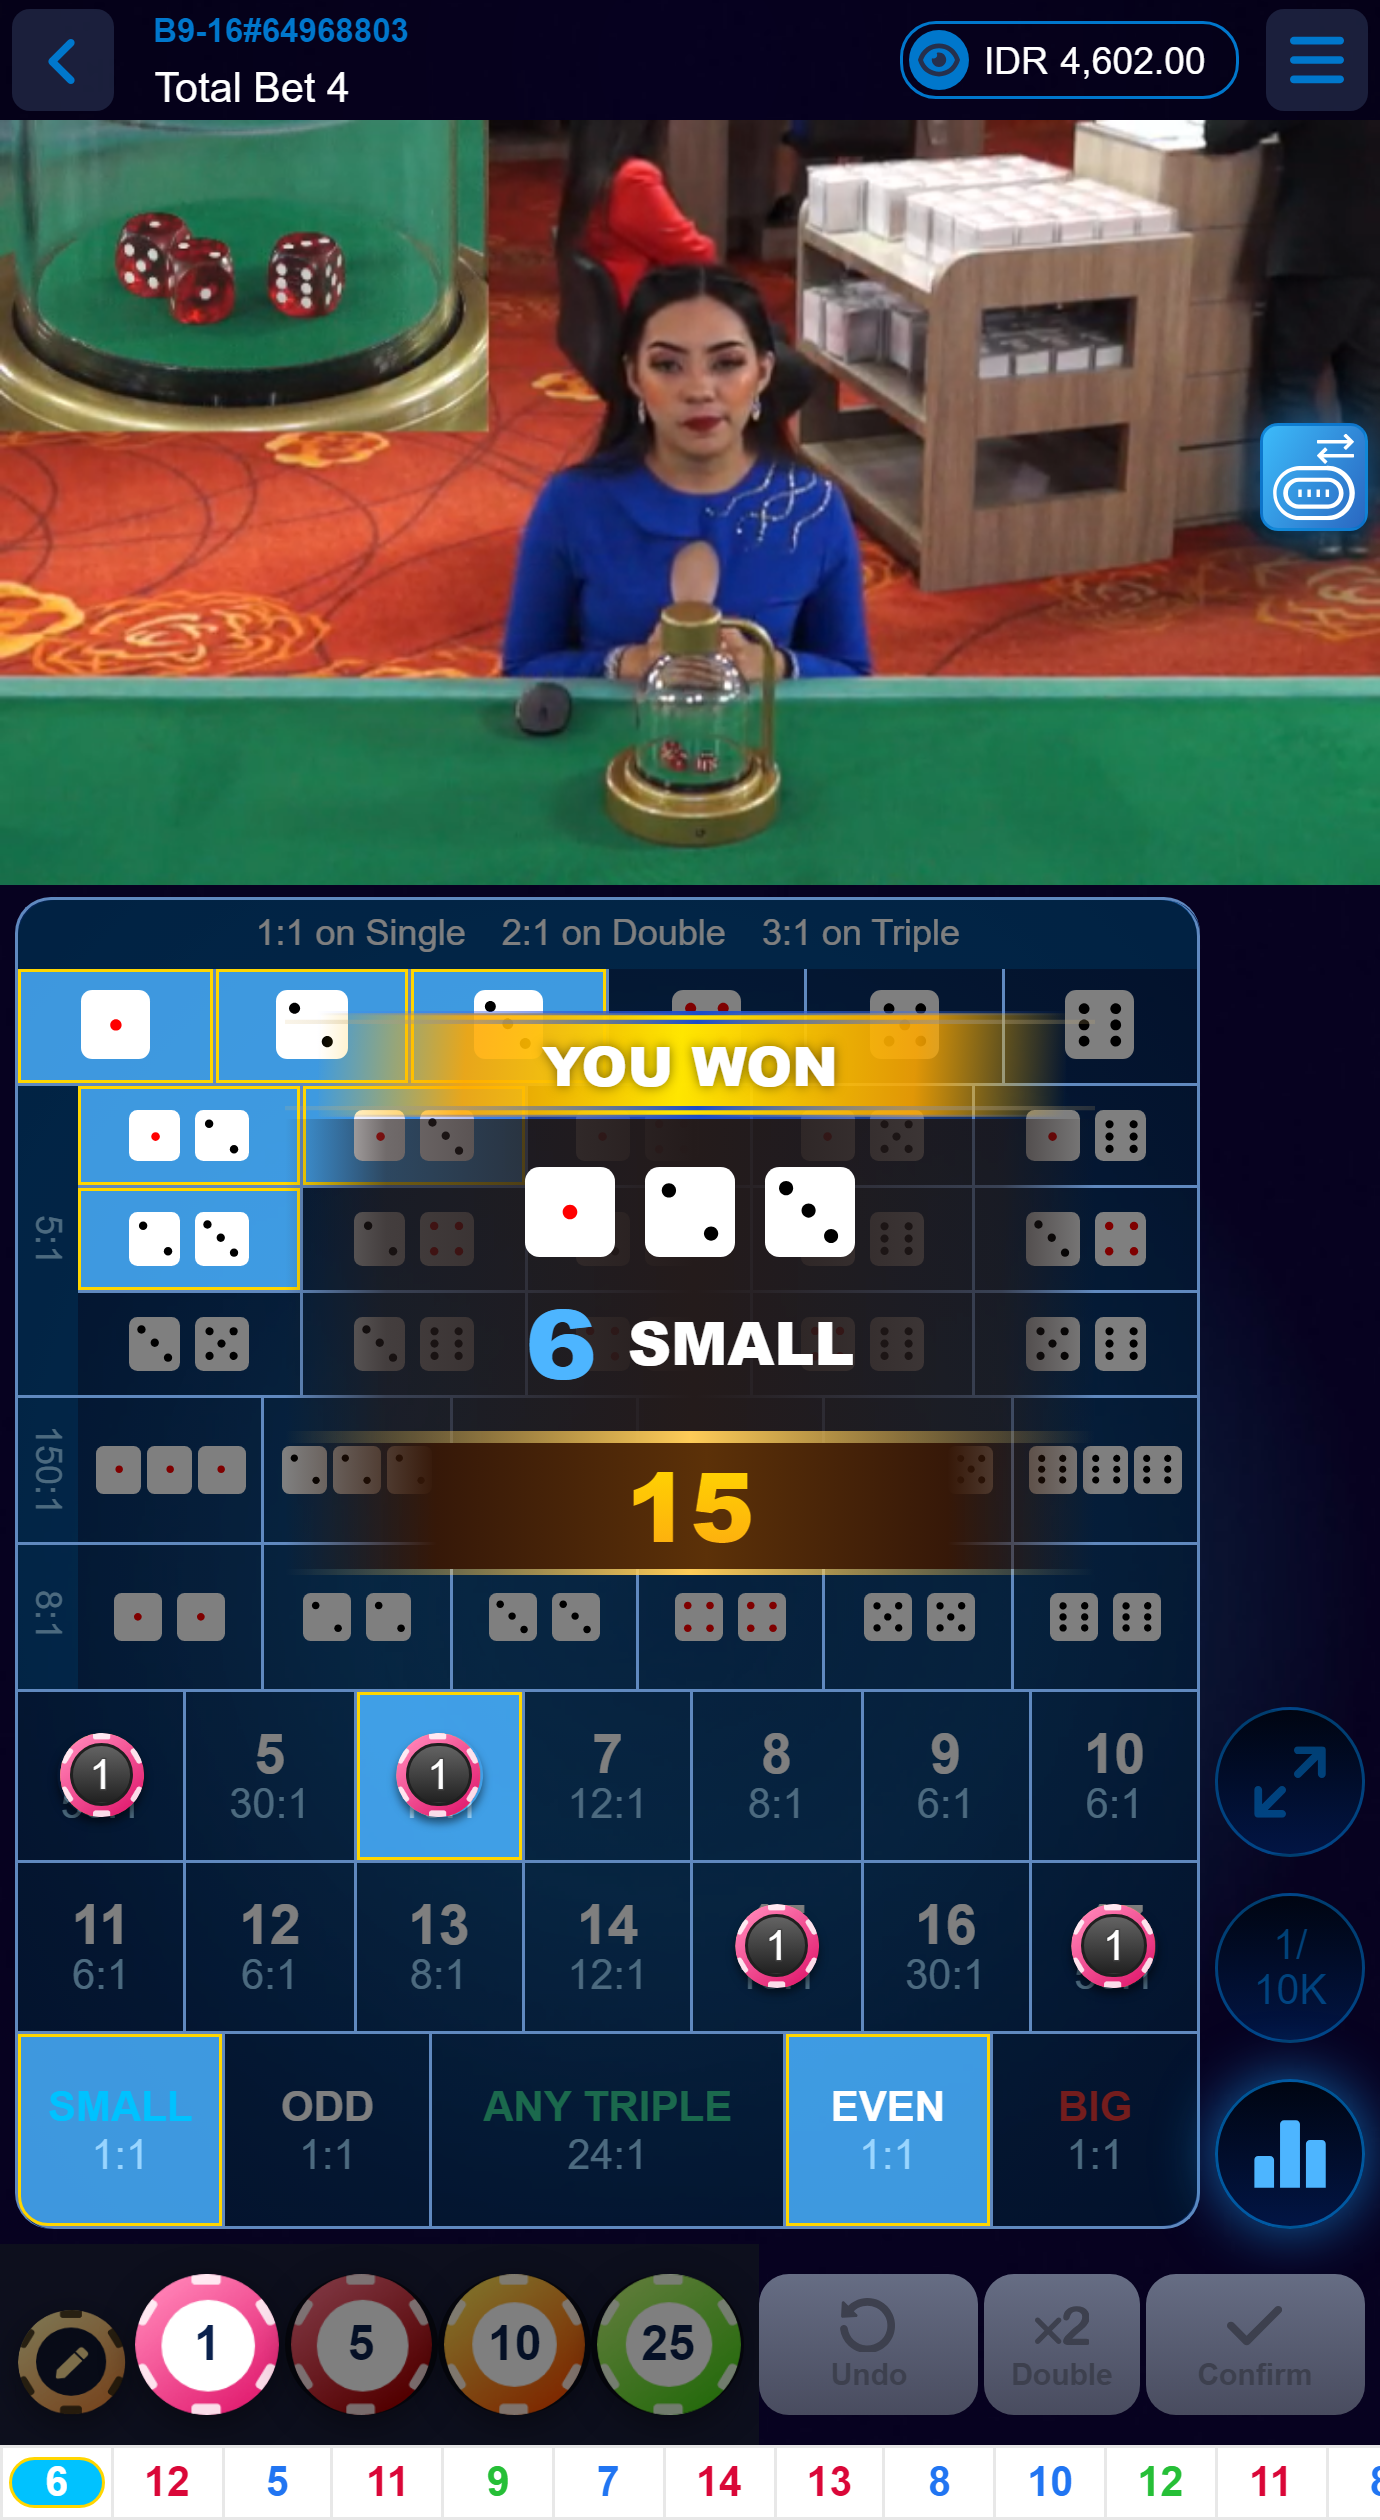 B9-16#64968803
Total Bet 4
IDR 4,602.00
1:1 on Single 2:1 on Double 3:1 on Triple
YOU WON
5:1
6 SMALL
150:1
15
8:1
1 5 1 7 8 9 10
30:1 12:1 8:1 6:1 6:1
11 12 13 14 1 16 1
6:1 6:1 8:1 12:1 30:1
1/
10K
SMALL ODD ANY TRIPLE EVEN BIG
1:1 1:1 24:1 1:1 1:1
1 5 10 25
x2
Undo Double Confirm
6 12 5 11 9 7 14 13 8 10 12 11